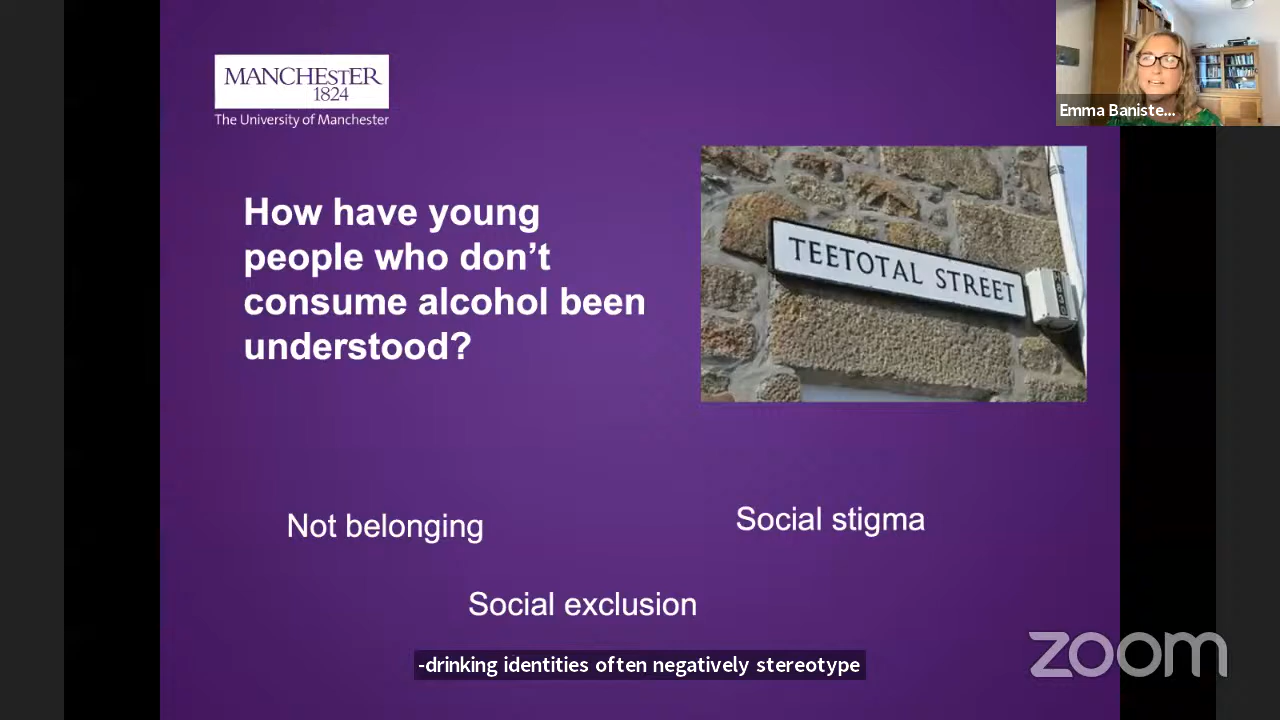 MANCHESTER
1824
The University of Manchester
Emma Baniste...
How have young
people who don’t
consume alcohol been
understood?
TEETOTAL STREET
Not belonging
Social stigma
Social exclusion
-drinking identities often negatively stereotype
zoom